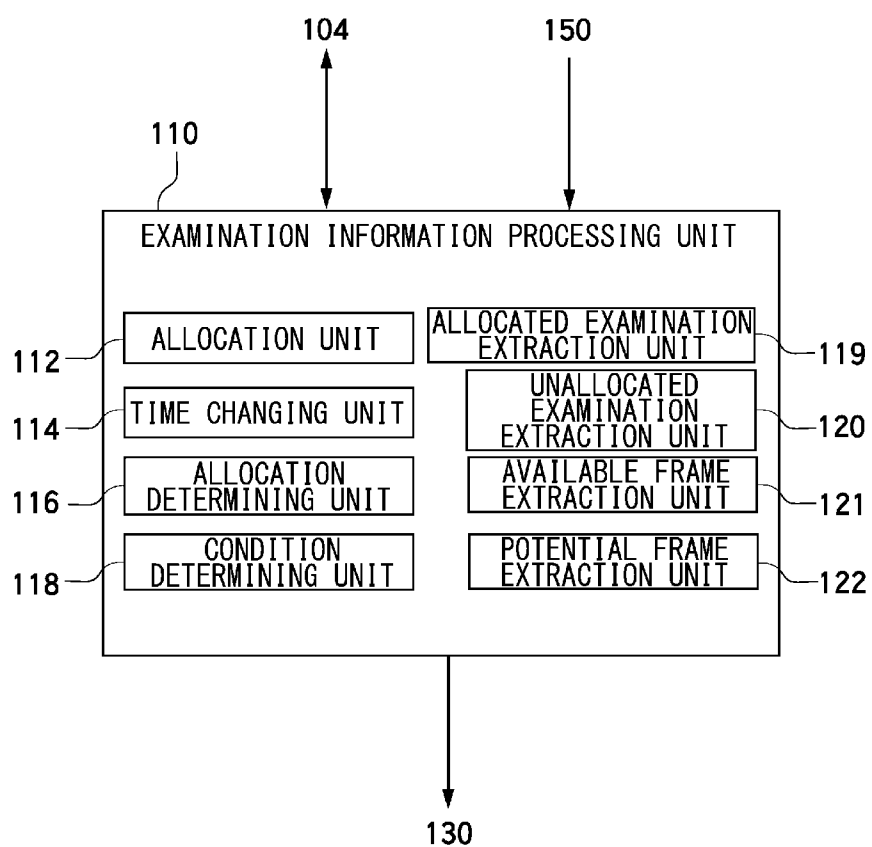 104
150
110
EXAMINATION INFORMATION PROCESSING UNIT
112
ALLOCATION UNIT
114
TIME CHANGING UNIT
116
ALLOCATION
DETERMINING UNIT
118
CONDITION
DETERMINING UNIT
ALLOCATED EXAMINATION
EXTRACTION UNIT
119
UNALLOCATED
EXAMINATION
EXTRACTION UNIT
120
AVAILABLE FRAME
EXTRACTION UNIT
121
POTENTIAL FRAME
EXTRACTION UNIT
122
130